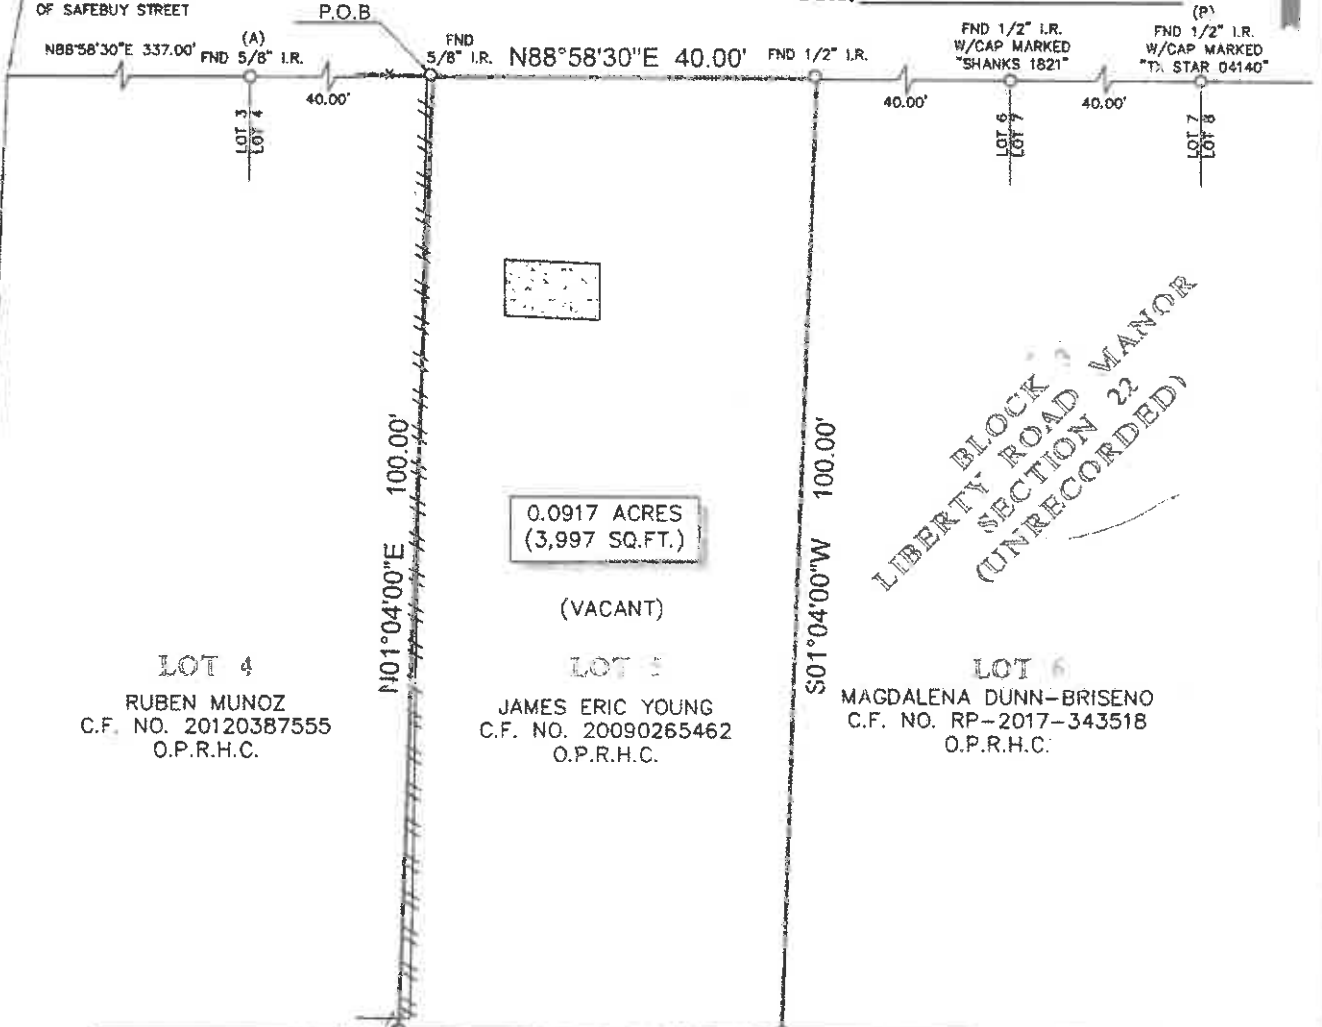 OF SAFEBUY STREET
P.O.B
N88°58'30"E 337.00'
(A)
FND 5/8" I.R.
40.00'
FND
5/8" I.R.
N88°58'30"E 40.00'
FND 1/2" I.R.
40.00'
FND 1/2" I.R.
W/CAP MARKED
"SHANKS 1821"
40.00'
(P)
FND 1/2" I.R.
W/CAP MARKED
"TX STAR 04140"
LOT 3
LOT 4
LOT 6
LOT 7
LOT 7
LOT 8
N01°04'00"E 100.00'
S01°04'00"W 100.00'
BLOCK
LIBERTY ROAD MANOR
SECTION 22
(UNRECORDED)
0.0917 ACRES
(3,997 SQ.FT.)
(VACANT)
LOT 4
RUBEN MUNOZ
C.F. NO. 20120387555
O.P.R.H.C.
LOT
JAMES ERIC YOUNG
C.F. NO. 20090265462
O.P.R.H.C.
LOT 6
MAGDALENA DUNN-BRISENO
C.F. NO. RP-2017-343518
O.P.R.H.C.